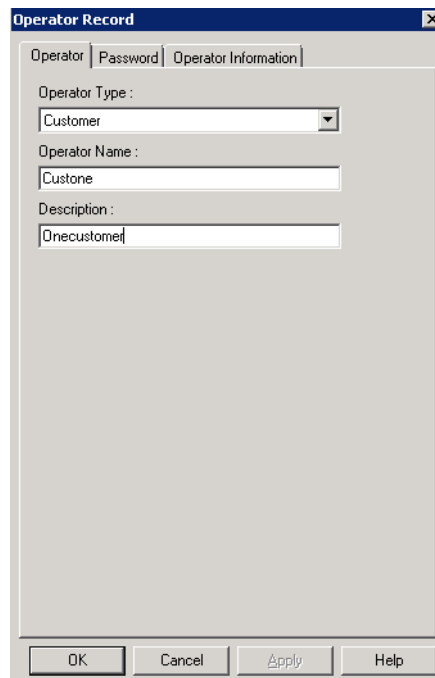 Operator Record
Operator Password Operator Information
Operator Type :
Customer
Operator Name :
Custone
Description :
Onecustomer
OK Cancel Apply Help